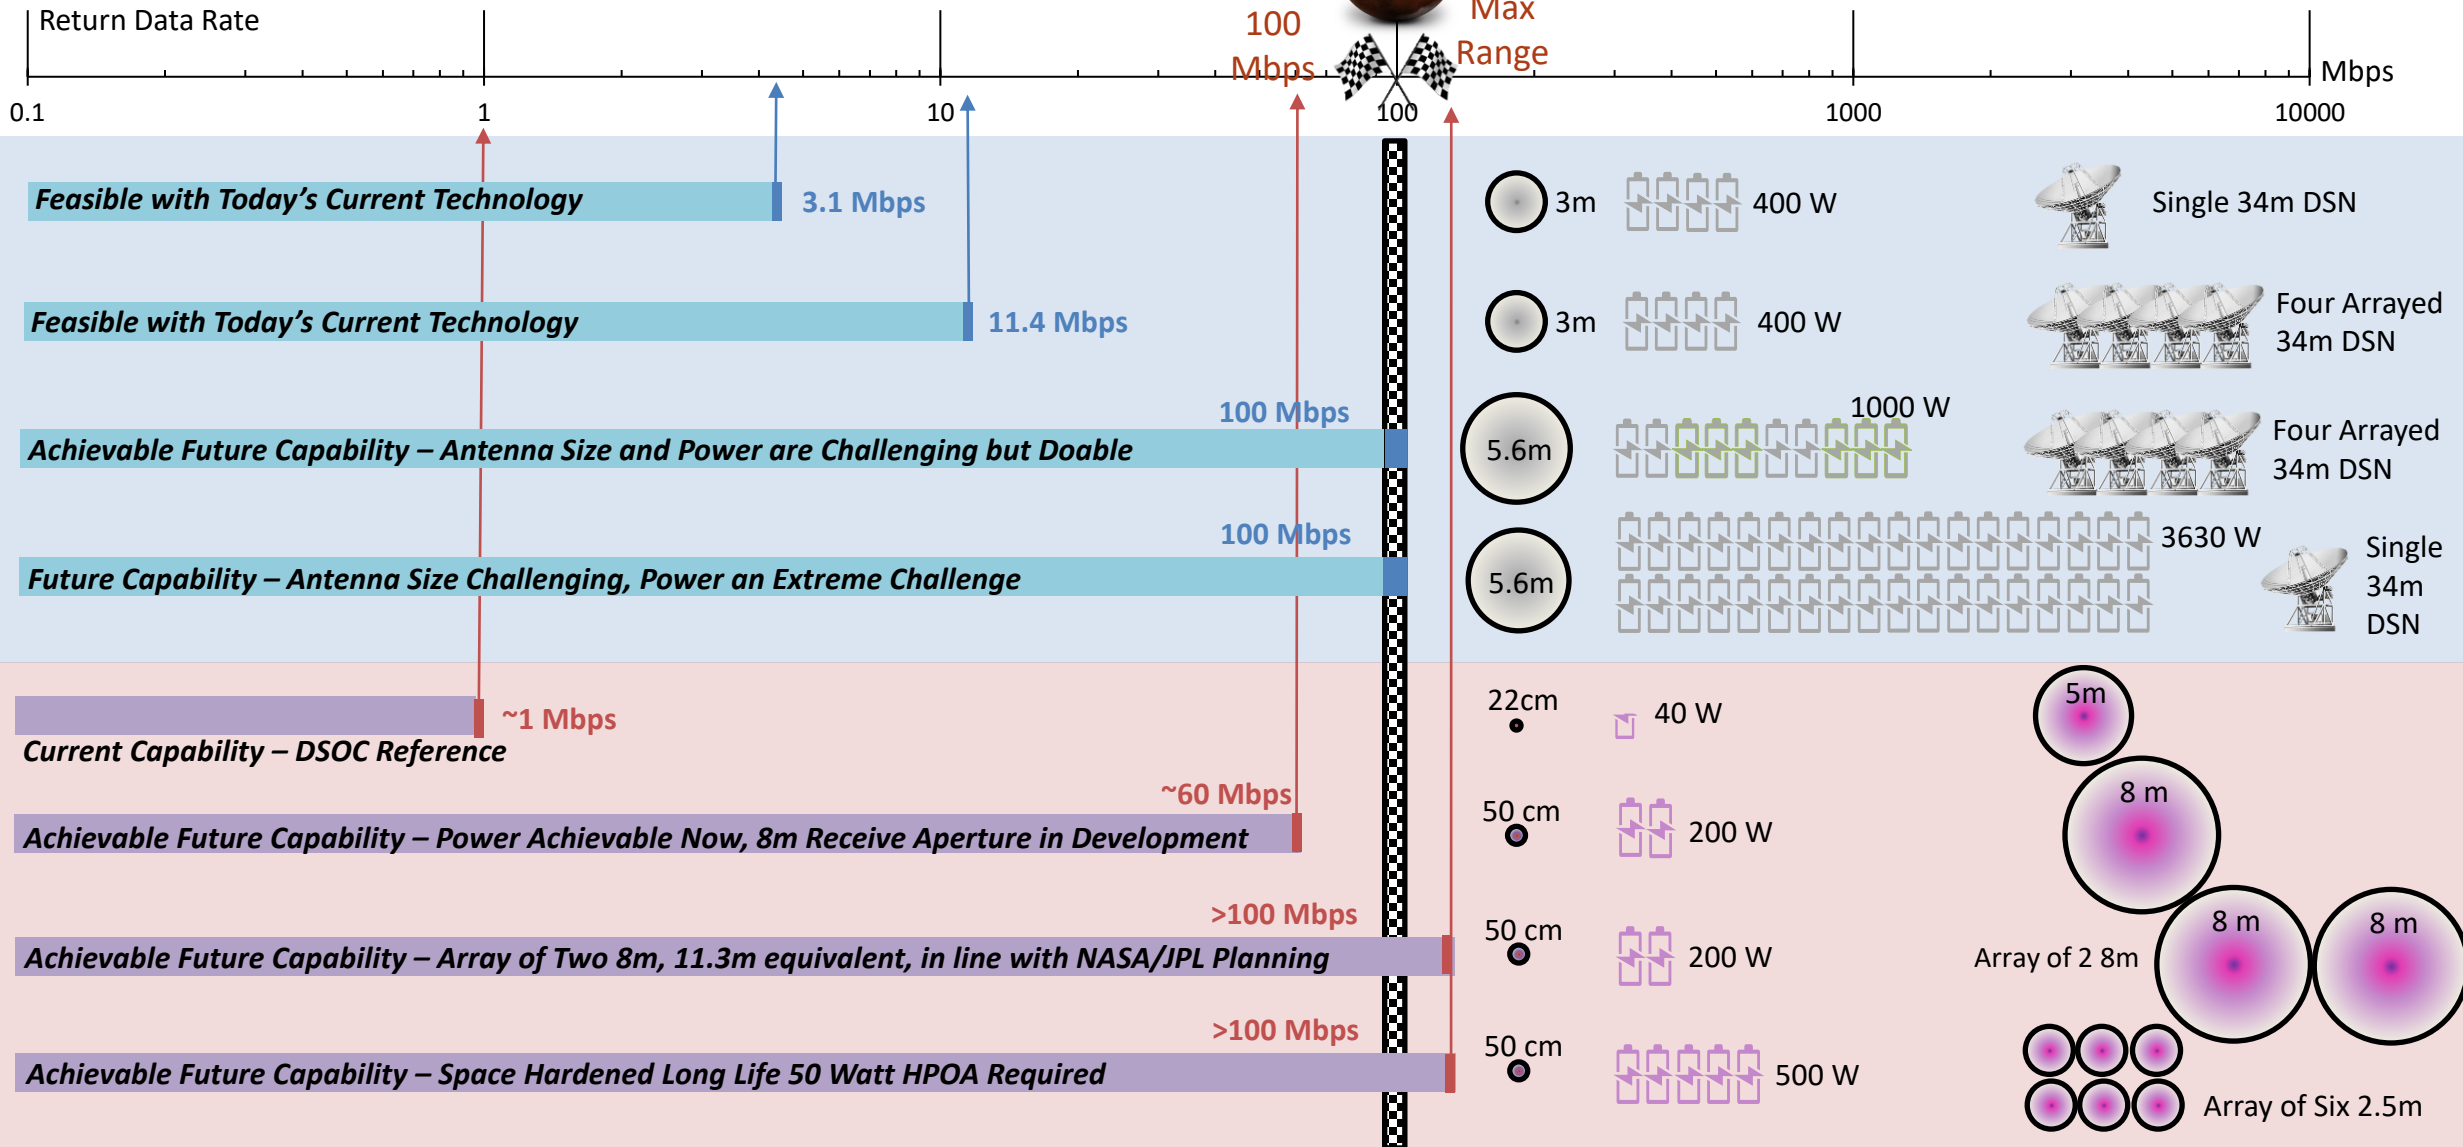 Return Data Rate
100
Mbps
Max
Range
Mbps
0.1
1
10
100
1000
10000
Feasible with Today’s Current Technology
3.1 Mbps
3m
400 W
Single 34m DSN
Feasible with Today’s Current Technology
11.4 Mbps
3m
400 W
Four Arrayed
34m DSN
100 Mbps
Achievable Future Capability – Antenna Size and Power are Challenging but Doable
5.6m
1000 W
Four Arrayed
34m DSN
100 Mbps
Future Capability – Antenna Size Challenging, Power an Extreme Challenge
5.6m
3630 W
Single
34m
DSN
~1 Mbps
Current Capability – DSOC Reference
22cm
40 W
5m
~60 Mbps
Achievable Future Capability – Power Achievable Now, 8m Receive Aperture in Development
50 cm
200 W
8 m
>100 Mbps
Achievable Future Capability – Array of Two 8m, 11.3m equivalent, in line with NASA/JPL Planning
50 cm
200 W
Array of 2 8m
8 m
8 m
>100 Mbps
Achievable Future Capability – Space Hardened Long Life 50 Watt HPOA Required
50 cm
500 W
Array of Six 2.5m